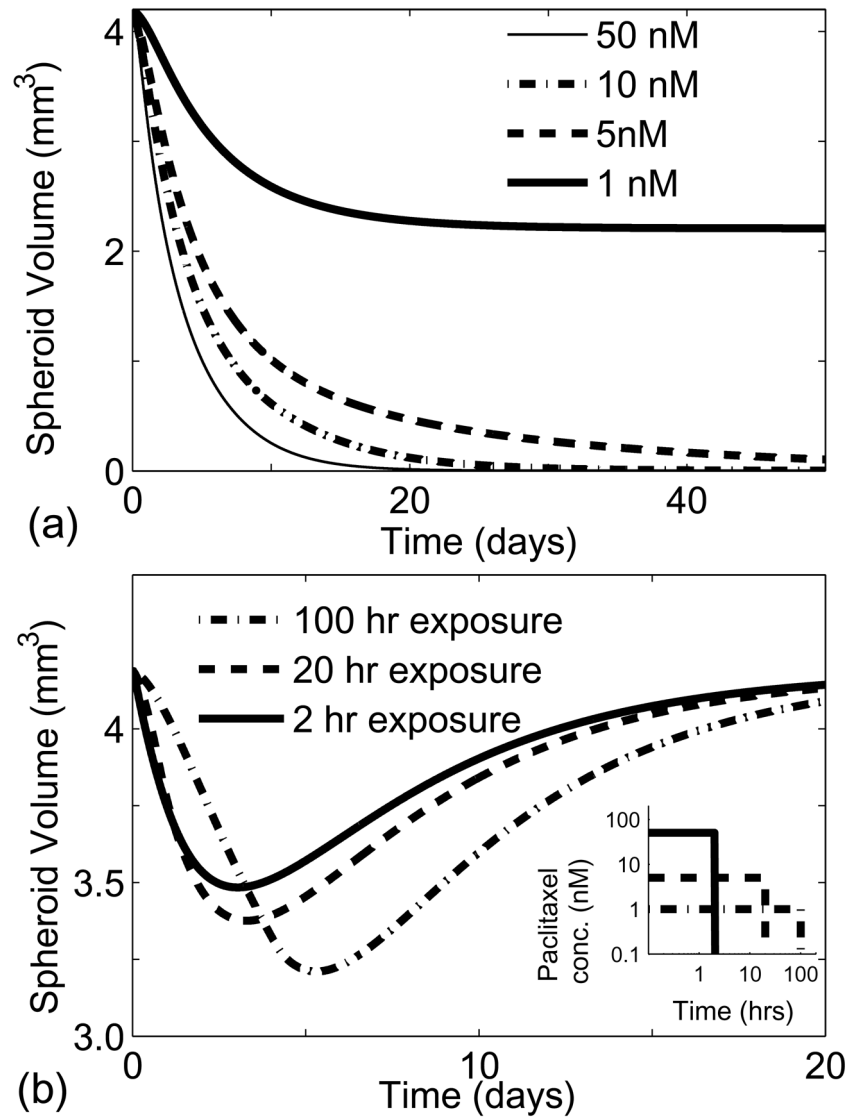 4
50 nM
10 nM
5nM
1 nM
2
Spheroid Volume (mm³)
0
0 20 40
(a)
Time (days)
100 hr exposure
20 hr exposure
2 hr exposure
4
3.5
3.0
Spheroid Volume (mm³)
100
10
1
0.1
Paclitaxel
conc. (nM)
1 10 100
Time (hrs)
0 10 20
(b)
Time (days)